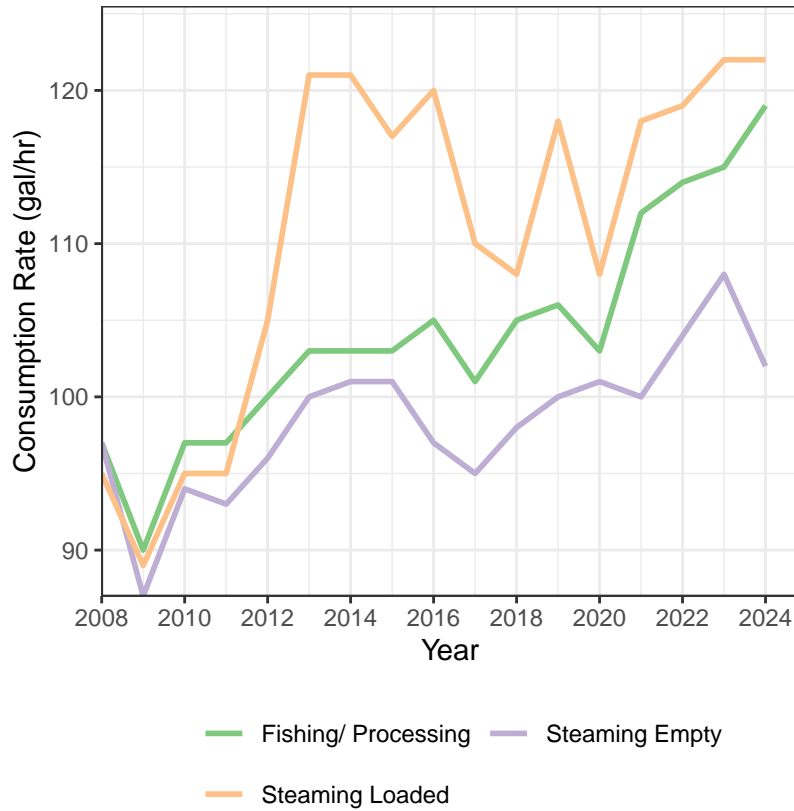 120
110
100
90
Consumption Rate (gal/hr)
2008 2010 2012 2014 2016 2018 2020 2022 2024
Year
Fishing/ Processing Steaming Empty
Steaming Loaded